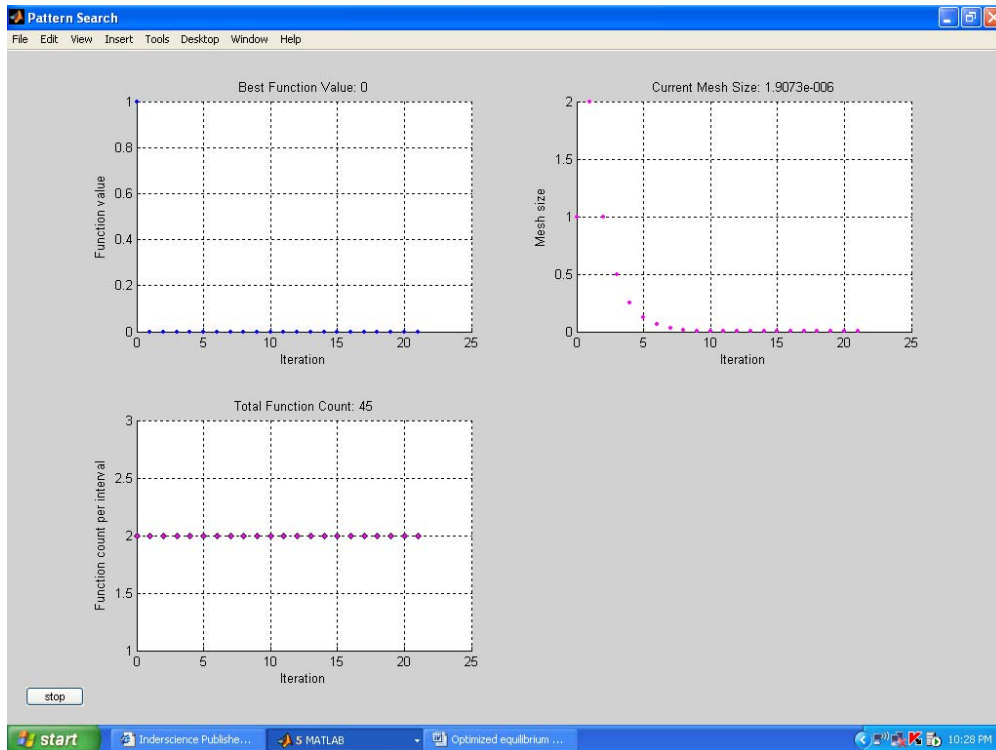 Pattern Search
File Edit View Insert Tools Desktop Window Help
Best Function Value: 0
1
0.8
0.6
0.4
0.2
0
Function value
0 5 10 15 20 25
Iteration
Current Mesh Size: 1.9073e-006
2
1.5
1
0.5
0
Mesh size
0 5 10 15 20 25
Iteration
Total Function Count: 45
3
2.5
2
1.5
1
Function count per interval
0 5 10 15 20 25
Iteration
stop
start
Inderscience Publishe...
5 MATLAB
Optimized equilibrium ...
10:28 PM